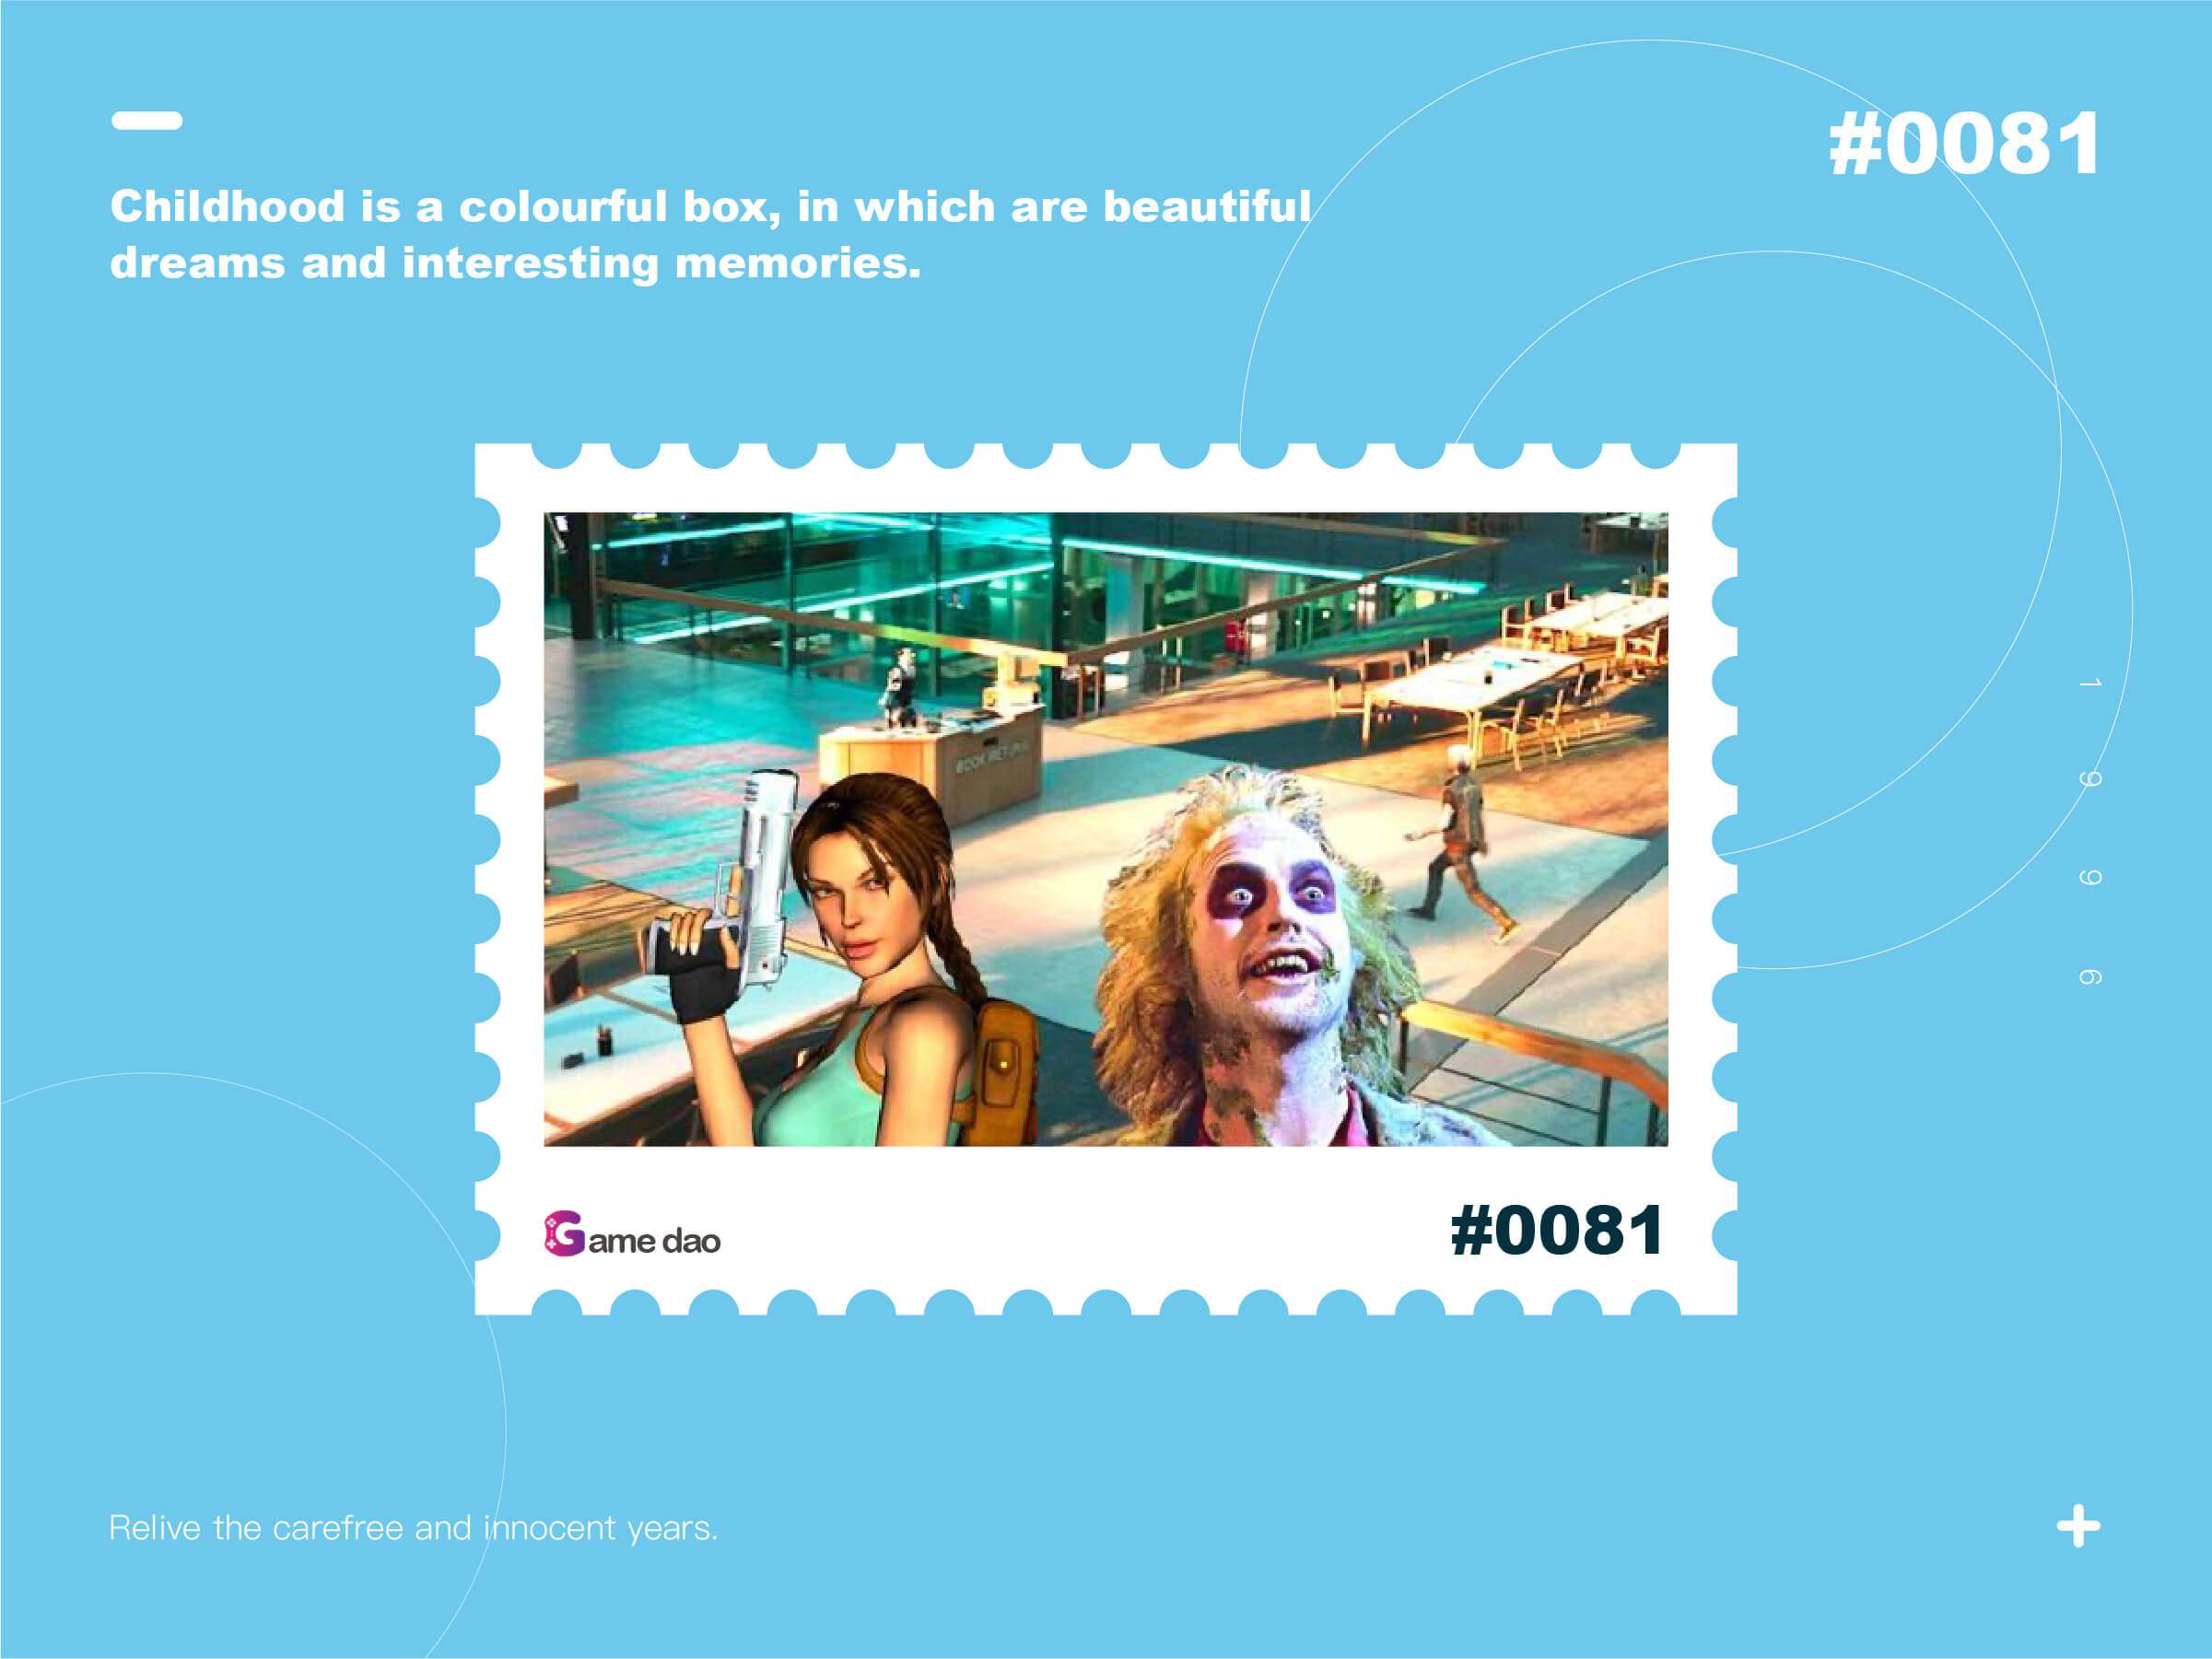 #0081
Childhood is a colourful box, in which are beautiful
dreams and interesting memories.
1
9
9
6
BOOK RETURN
Game dao
#0081
Relive the carefree and innocent years.